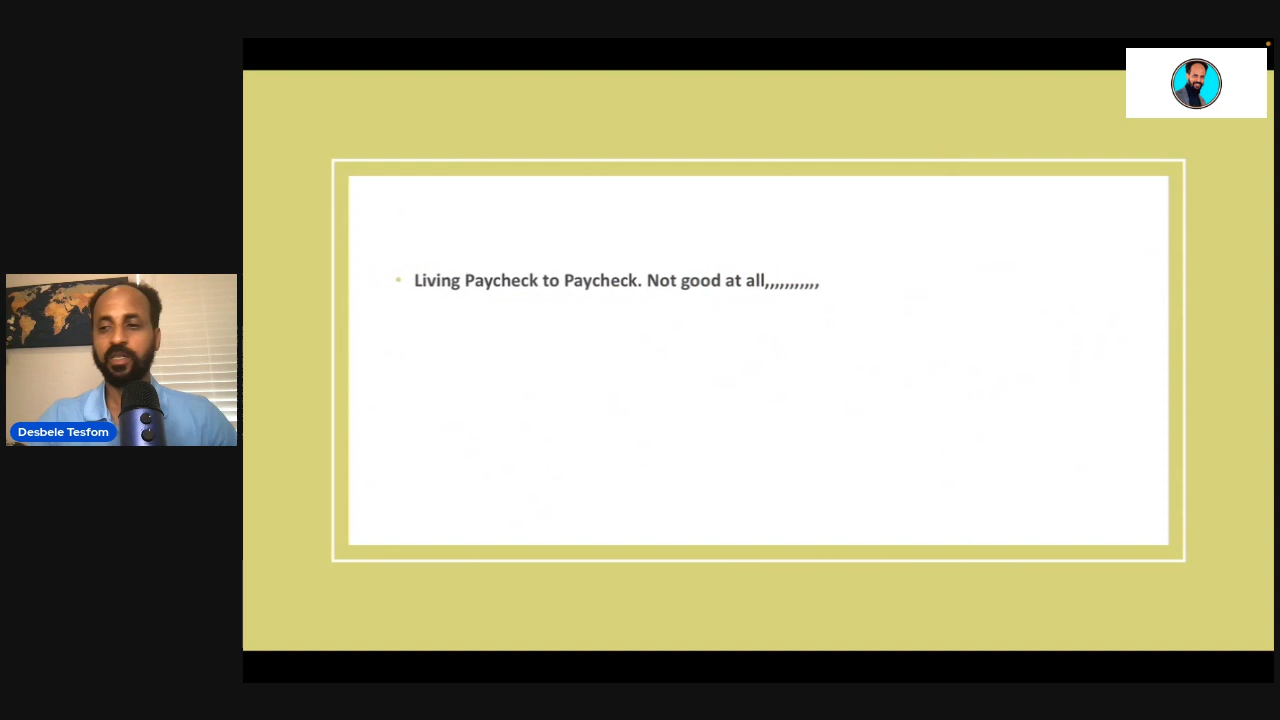 • Living Paycheck to Paycheck. Not good at all,,,,,,,,,,,
Desbele Tesfom